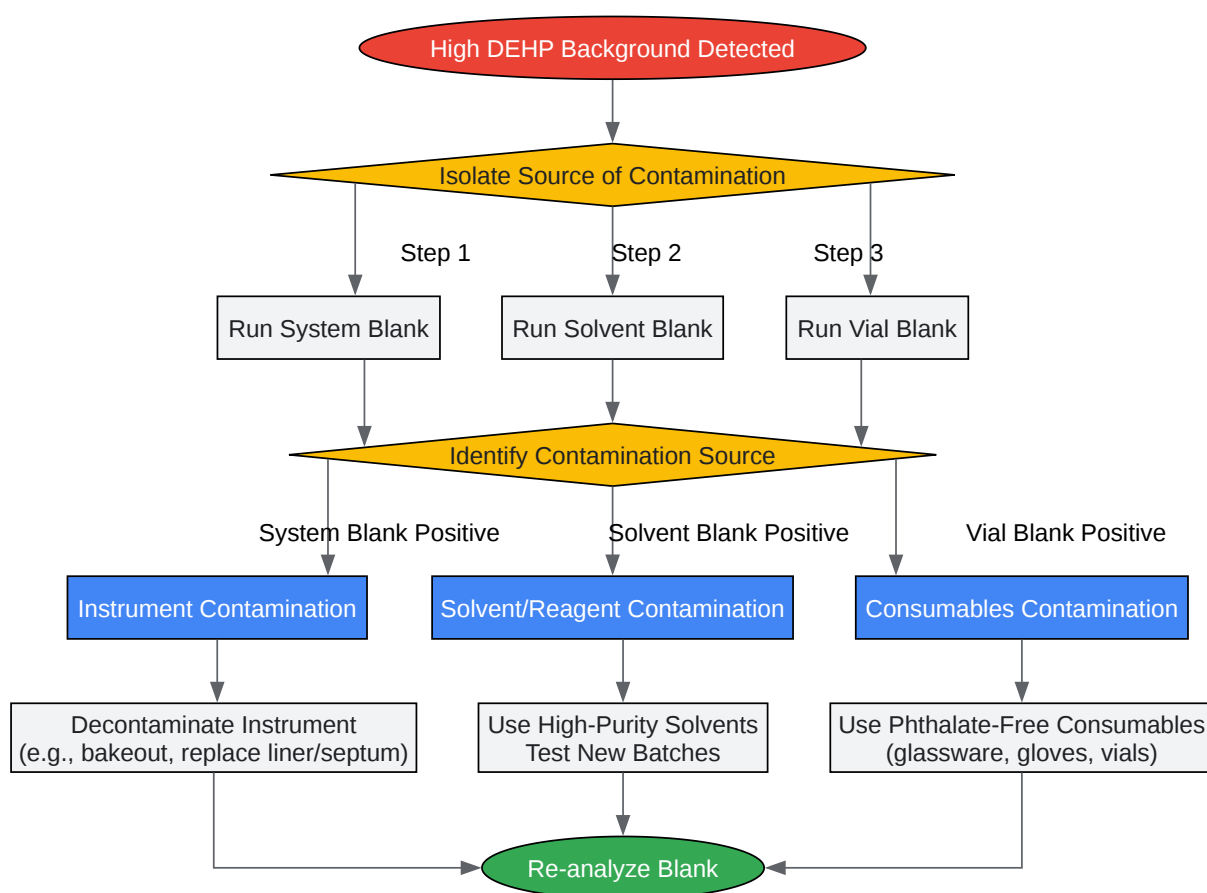 High DEHP Background Detected
Isolate Source of Contamination
Step 1
Step 2
Step 3
Run System Blank
Run Solvent Blank
Run Vial Blank
Identify Contamination Source
System Blank Positive
Solvent Blank Positive
Vial Blank Positive
Instrument Contamination
Solvent/Reagent Contamination
Consumables Contamination
Decontaminate Instrument
(e.g., bakeout, replace liner/septum)
Use High-Purity Solvents
Test New Batches
Use Phthalate-Free Consumables
(glassware, gloves, vials)
Re-analyze Blank